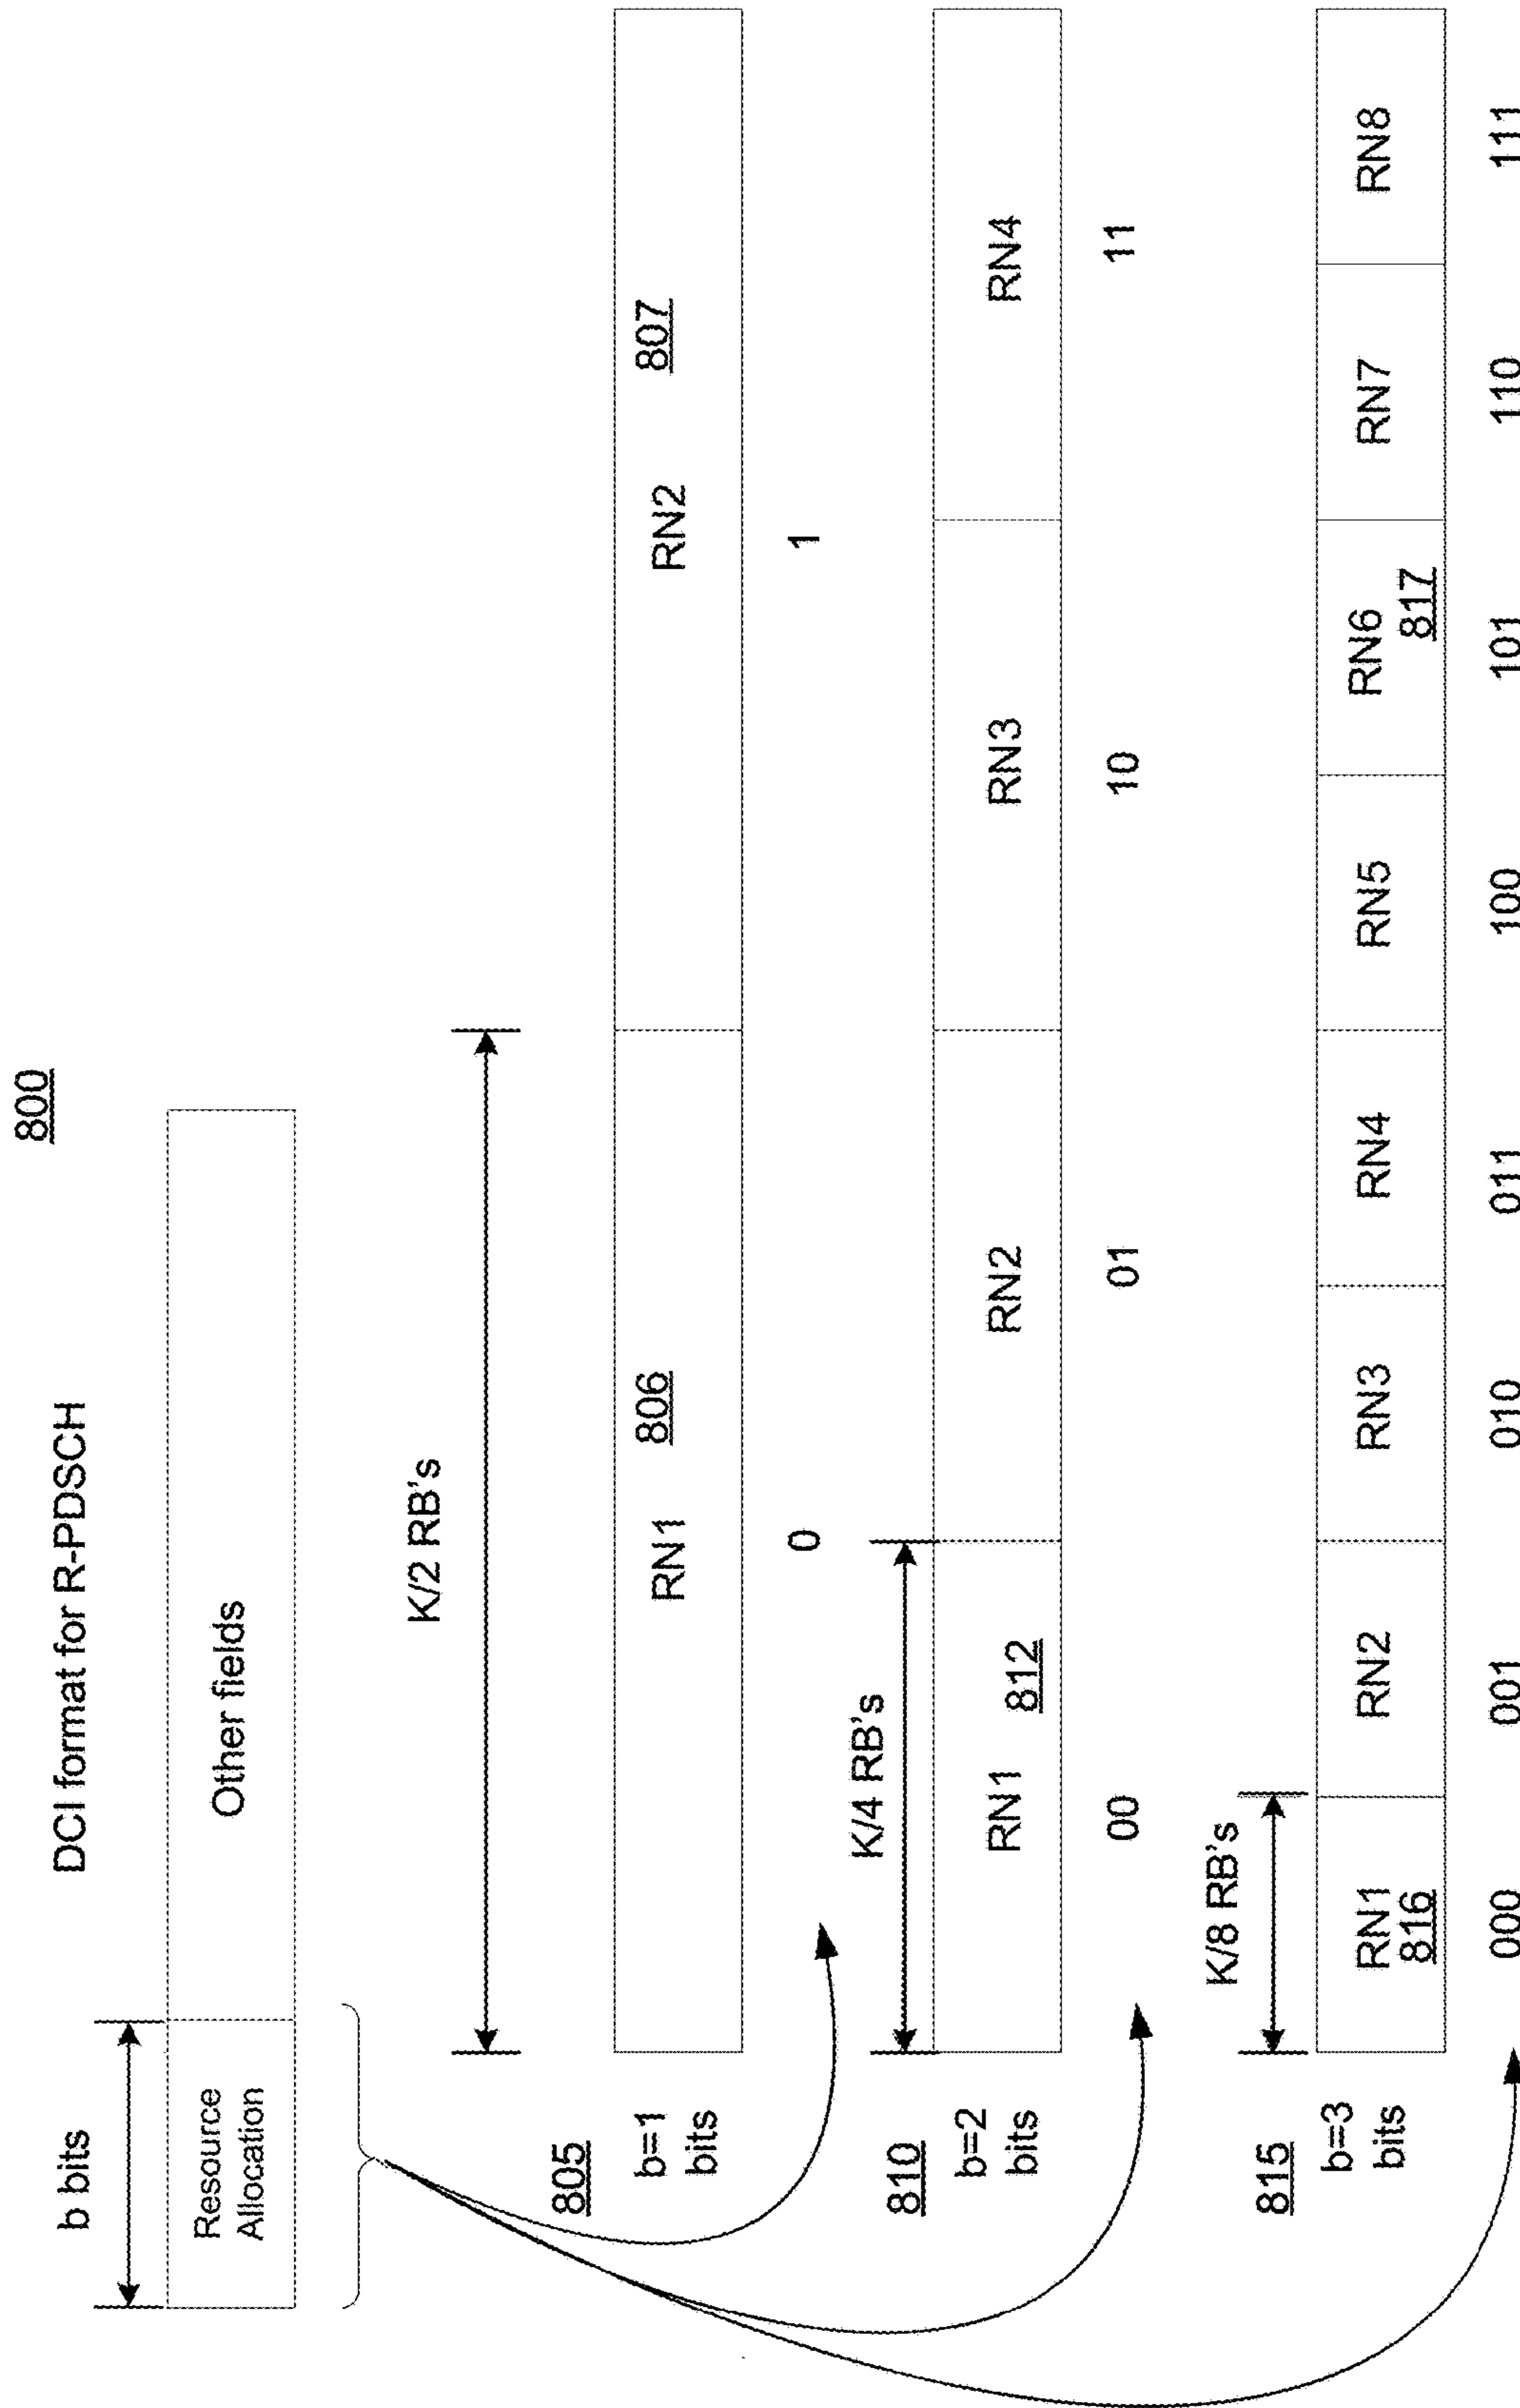 800
DCI format for R-PDSCH
b bits
Resource
Allocation
Other fields
K/2 RB's
805
b=1
bits
RN1 806
RN2 807
0
1
K/4 RB's
810
b=2
bits
RN1 812
RN2
RN3
RN4
00
01
10
11
K/8 RB's
815
b=3
bits
RN1
816
RN2
RN3
RN4
RN5
RN6
817
RN7
RN8
000
001
010
011
100
101
110
111